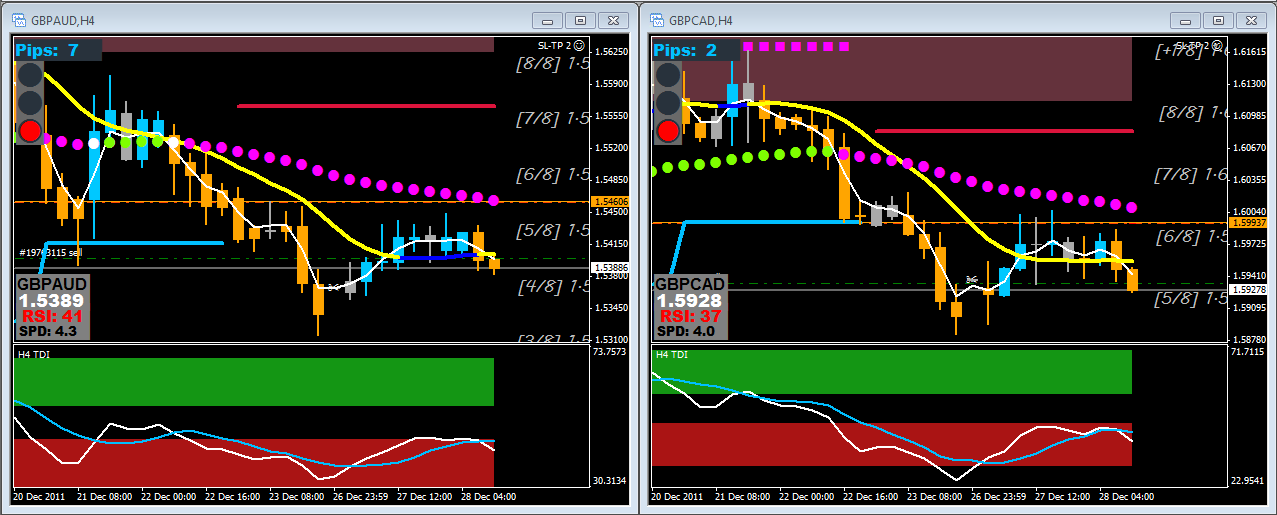 GBPAUD,H4
Pips: 7
SL-TP 2 ☺
[8/8] 1·5
[7/8] 1·5
[6/8] 1·5
[5/8] 1·5
[4/8] 1·5
[3/8] 1·5
1.56250
1.55900
1.55550
1.55200
1.54850
1.54606
1.54500
1.54150
1.53886
1.53800
1.53450
1.53100
#19763115 sell
GBPAUD
1.5389
RSI: 41
SPD: 4.3
H4 TDI
73.7573
30.3134
20 Dec 2011
21 Dec 08:00
22 Dec 00:00
22 Dec 16:00
23 Dec 08:00
26 Dec 23:59
27 Dec 12:00
28 Dec 04:00
GBPCAD,H4
Pips: 2
SL-TP 2 ☺
[+1/8] 1·6
[8/8] 1·6
[7/8] 1·6
[6/8] 1·5
[5/8] 1·5
1.61615
1.61300
1.60985
1.60670
1.60355
1.60040
1.59937
1.59725
1.59410
1.59278
1.59095
1.58780
GBPCAD
1.5928
RSI: 37
SPD: 4.0
H4 TDI
71.7115
22.9541
20 Dec 2011
21 Dec 08:00
22 Dec 00:00
22 Dec 16:00
23 Dec 08:00
26 Dec 23:59
27 Dec 12:00
28 Dec 04:00